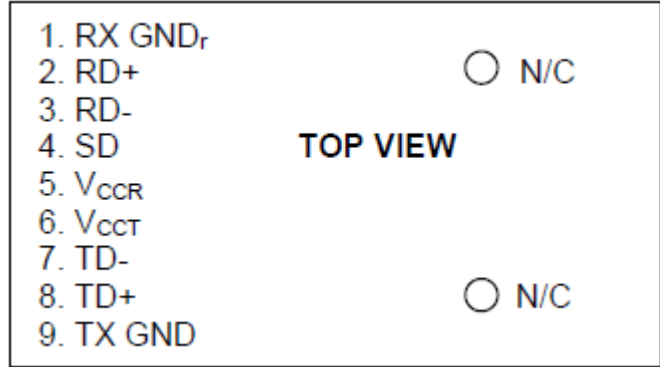 1. RX GNDr
2. RD+ N/C
3. RD-
4. SD TOP VIEW
5. VCCR
6. VCCT
7. TD-
8. TD+ N/C
9. TX GND